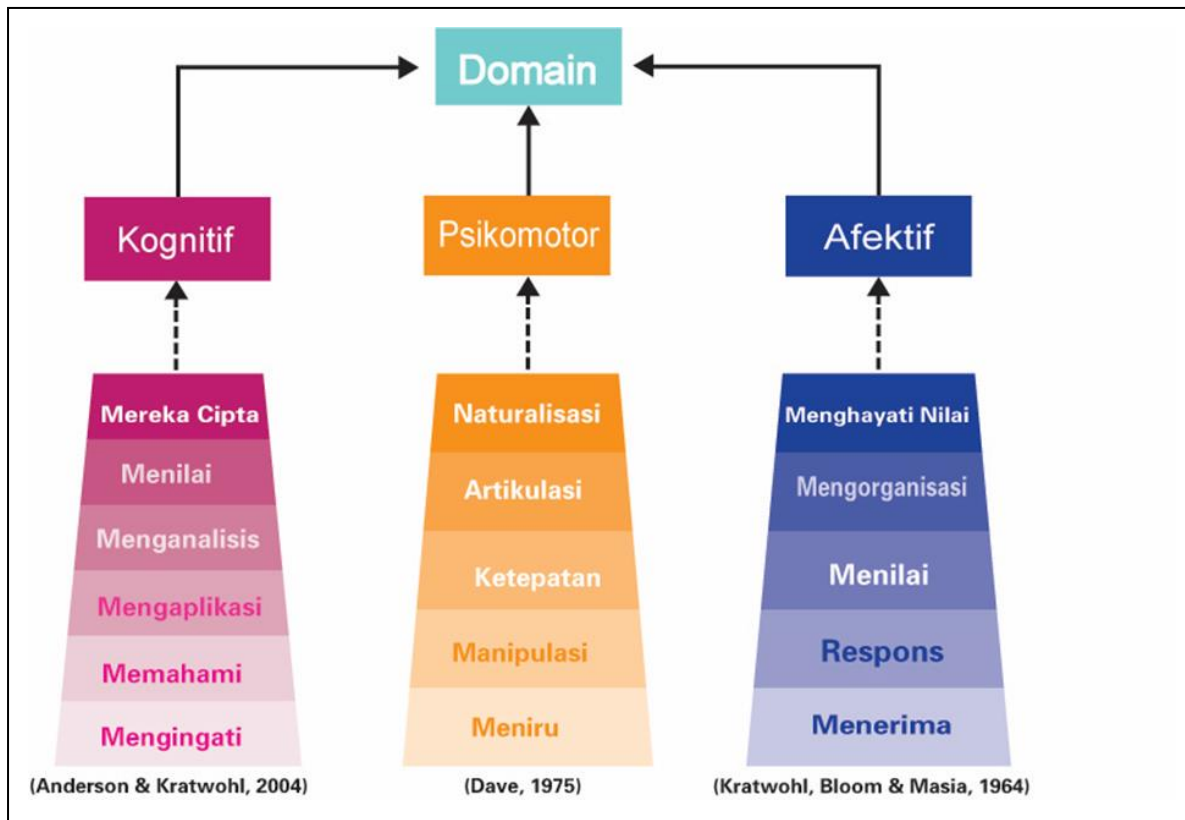 Domain
Kognitif
Psikomotor
Afektif
Mereka Cipta
Menilai
Menganalisis
Mengaplikasi
Memahami
Mengingati
(Anderson & Kratwohl, 2004)
Naturalisasi
Artikulasi
Ketepatan
Manipulasi
Meniru
(Dave, 1975)
Menghayati Nilai
Mengorganisasi
Menilai
Respons
Menerima
(Kratwohl, Bloom & Masia, 1964)